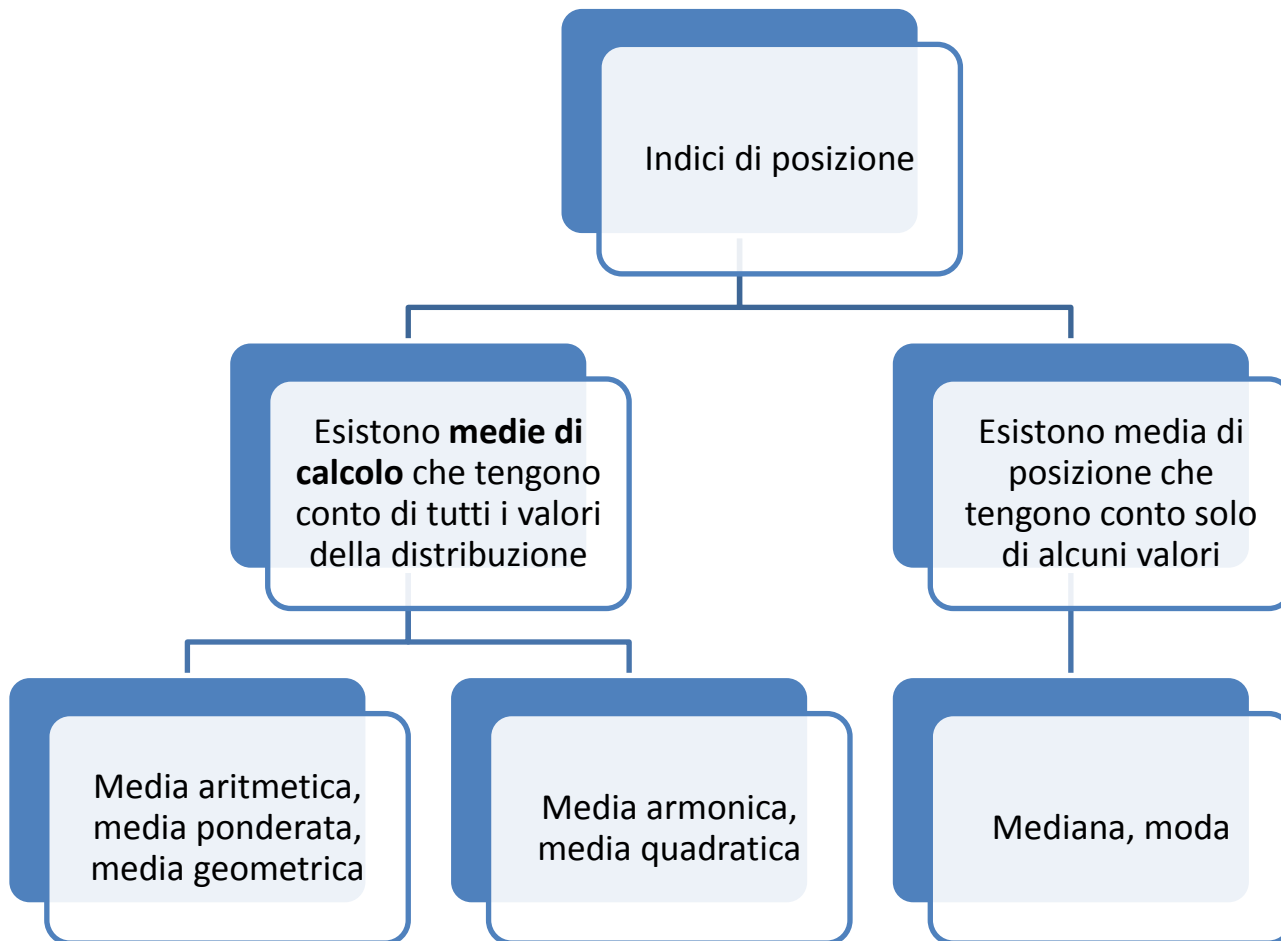 Indici di posizione
Esistono medie di
calcolo che tengono
conto di tutti i valori
della distribuzione
Esistono media di
posizione che
tengono conto solo
di alcuni valori
Media aritmetica,
media ponderata,
media geometrica
Media armonica,
media quadratica
Mediana, moda